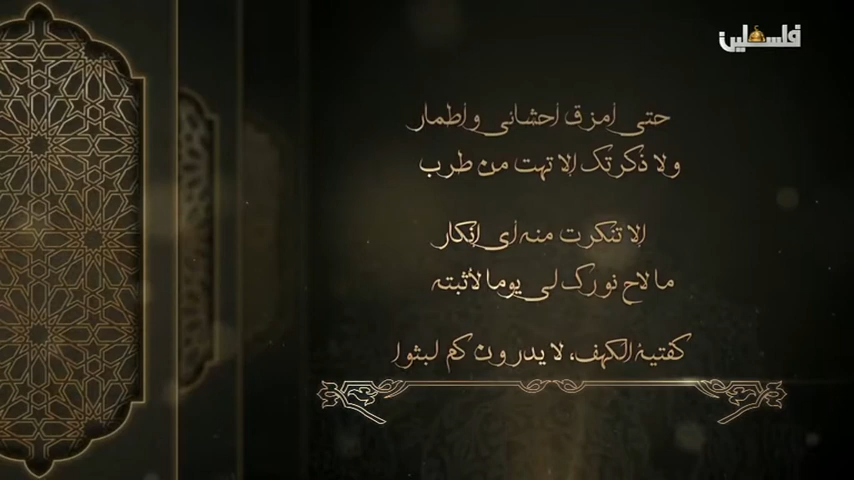 فلسطين
حتى أمزق أحشائي وأطمار
ولا ذكرتك إلا تهت من طرب
إلا تنكرت منه أي إنكار
ما لاح نورك لي يوما لأثبته
كفتية الكهف، لا يدرون كم لبثوا